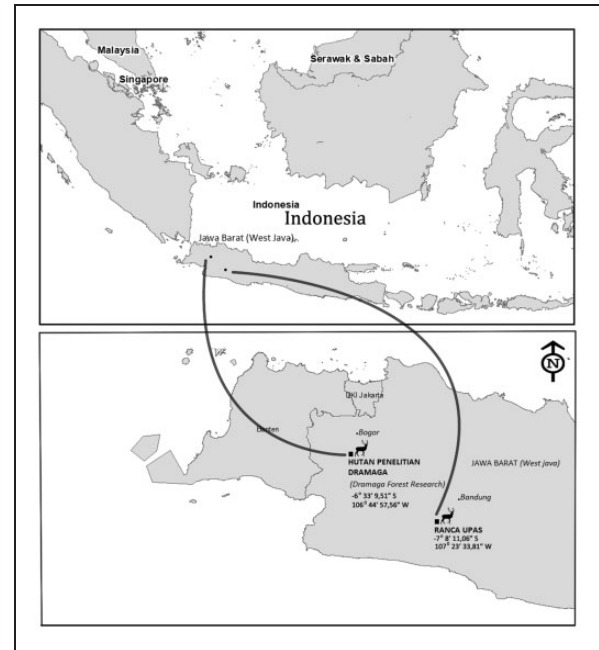 Malaysia
Singapore
Serawak & Sabah
Indonesia
Indonesia
Jawa Barat (West Java)
N
DKI Jakarta
Banten
Bogor
HUTAN PENELITIAN
DRAMAGA
(Dramaga Forest Research)
-6° 33' 9,51" S
106° 44' 57,56" W
JAWA BARAT (West java)
Bandung
RANCA UPAS
-7° 8' 11,06" S
107° 23' 33,81" W